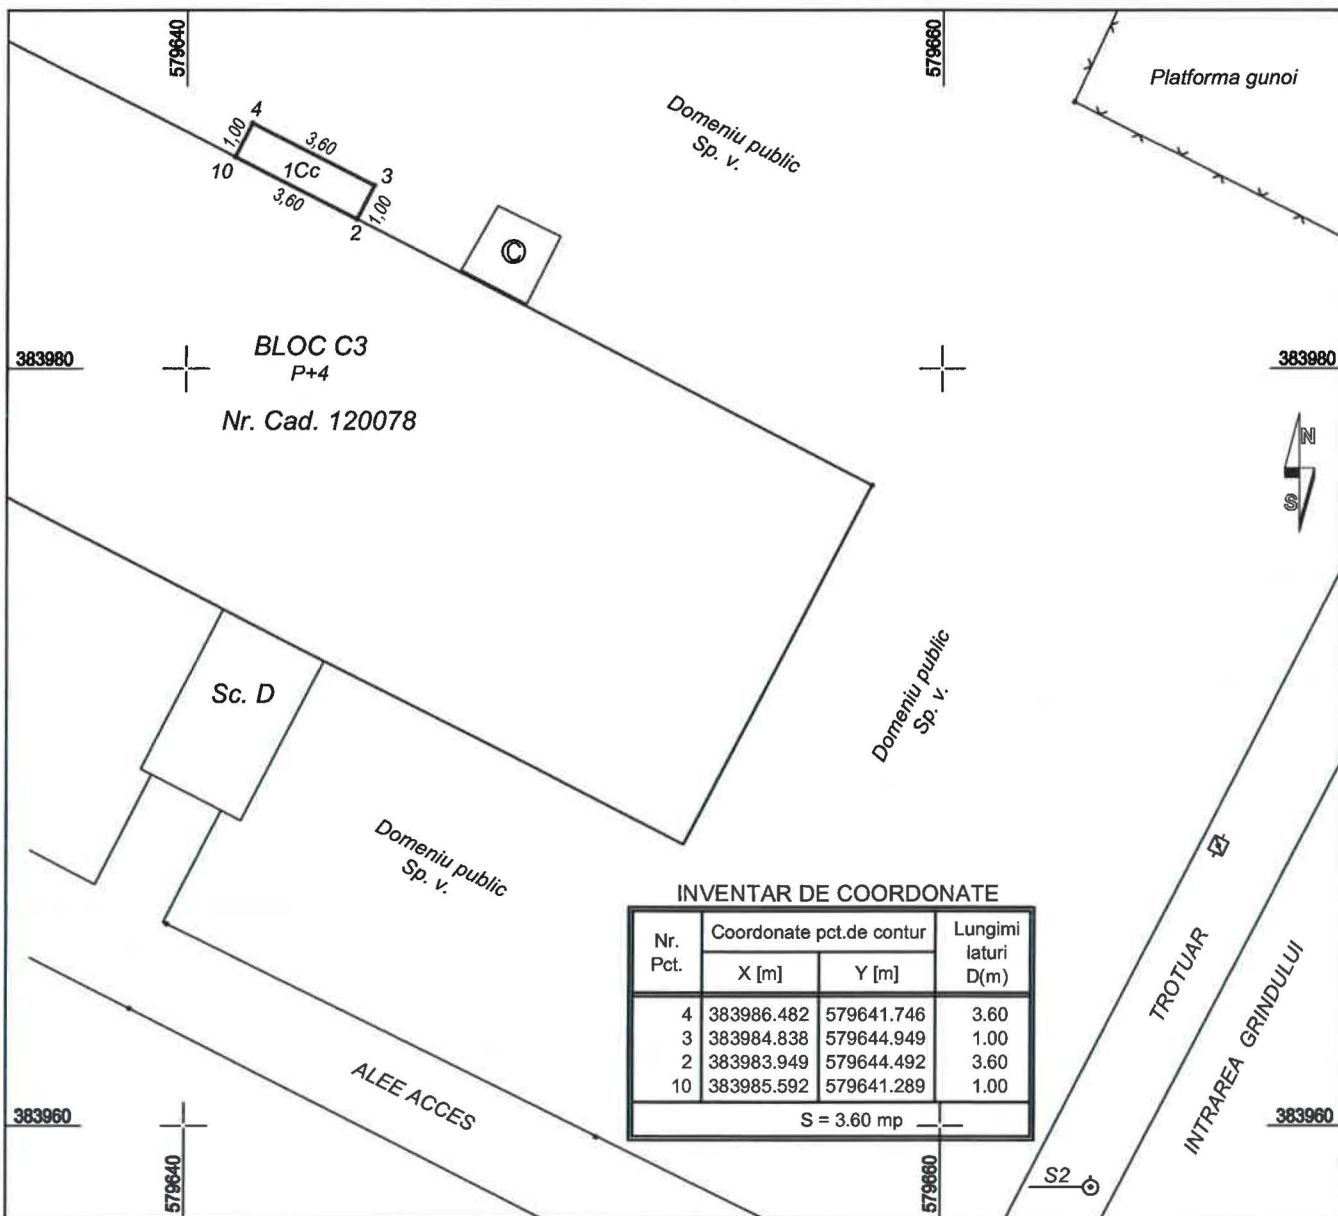 579640
579660
Platforma gunoi
Domeniu public
Sp. v.
4
1,00
3,60
3
1Cc
10
3,60
1,00
2
C
BLOC C3
P+4
Nr. Cad. 120078
383980
383980
N
S
Sc. D
Domeniu public
Sp. v.
Domeniu public
Sp. v.
INVENTAR DE COORDONATE
Nr. Pct. Coordonate pct.de contur Lungimi laturi D(m)
X [m] Y [m]
4 383986.482 579641.746 3.60
3 383984.838 579644.949 1.00
2 383983.949 579644.492 3.60
10 383985.592 579641.289 1.00
S = 3.60 mp
TROTUAR
INTRAREA GRINDULUI
ALEE ACCES
383960
383960
579640
579660
S2